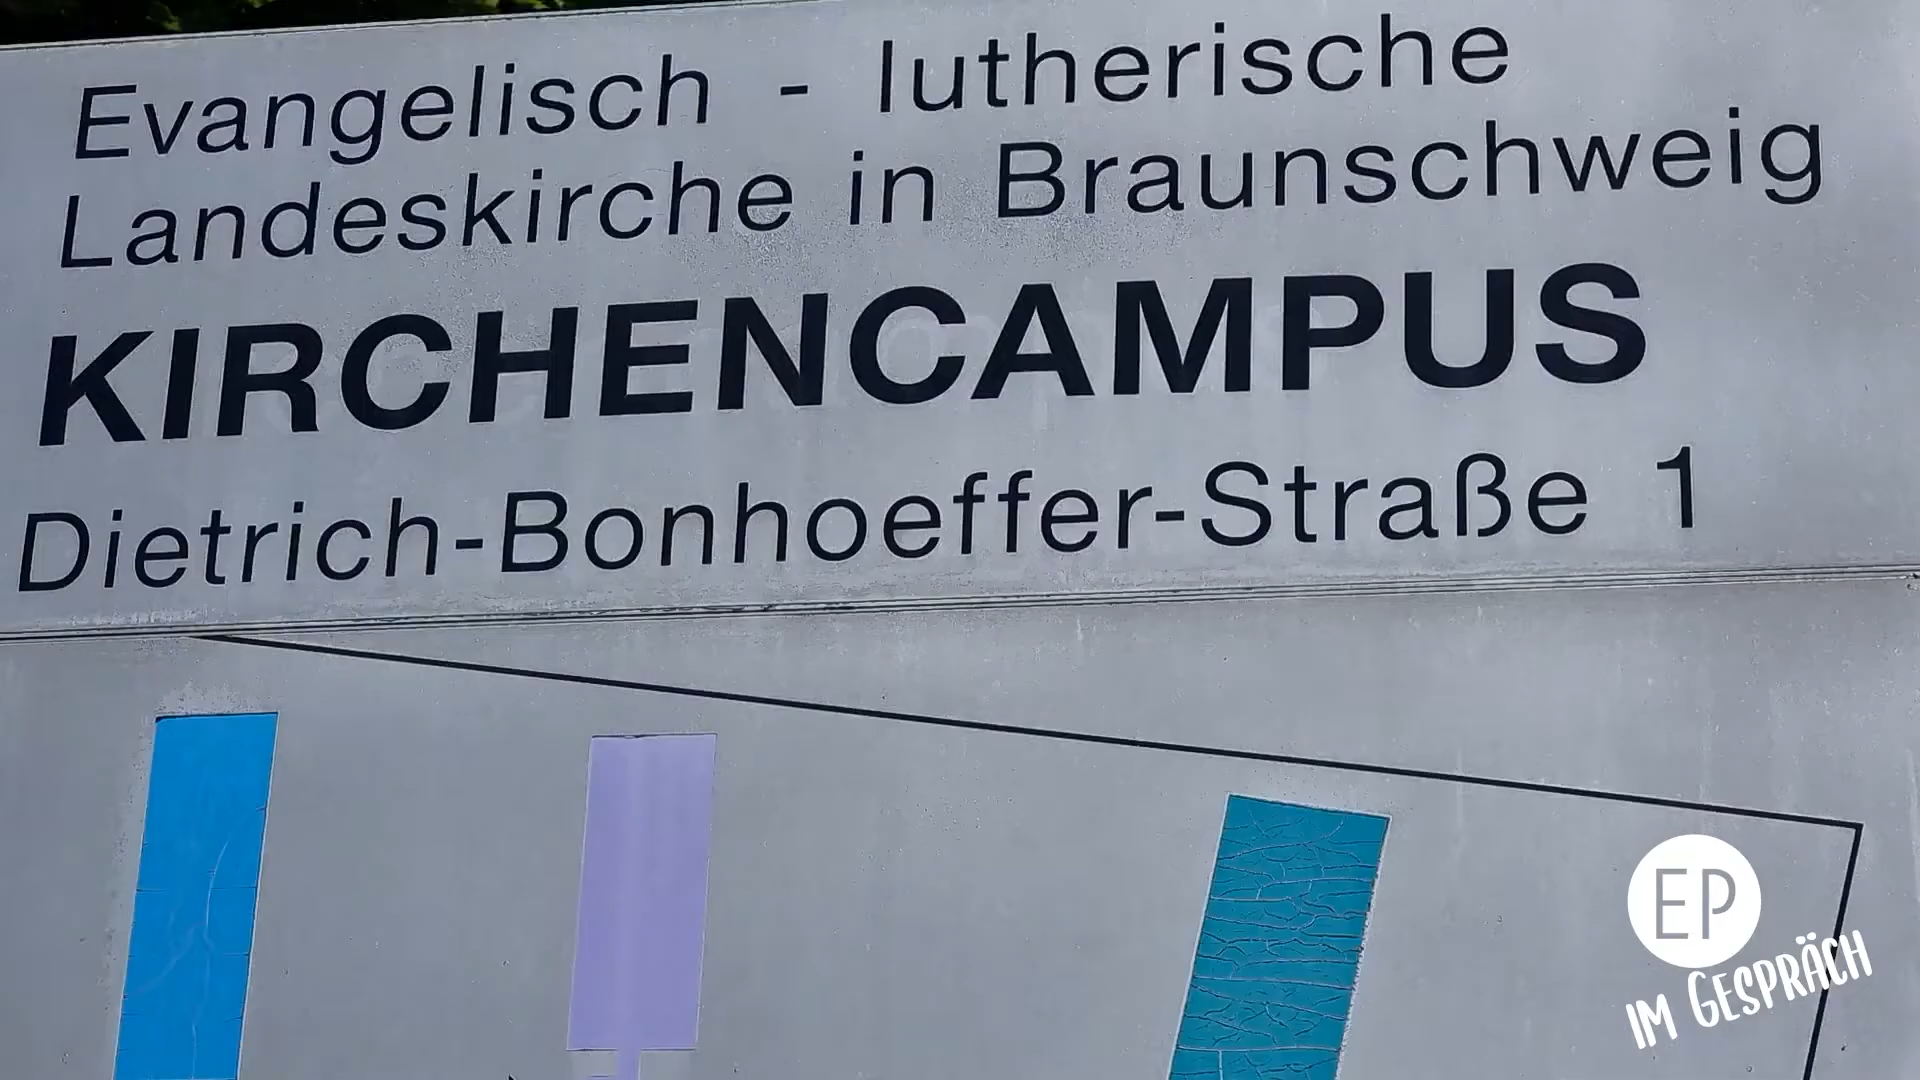 Evangelisch - lutherische
Landeskirche in Braunschweig
KIRCHENCAMPUS
Dietrich-Bonhoeffer-Straße 1
EP
IM GESPRÄCH